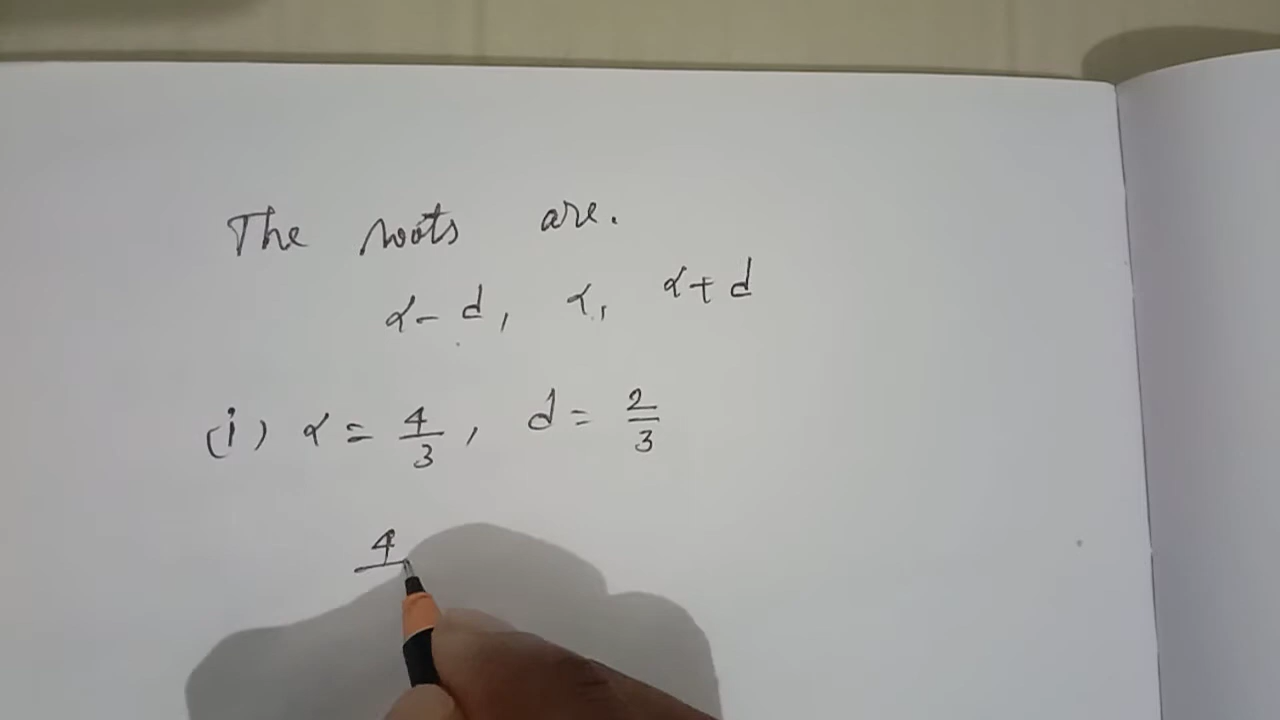 The roots are.
α - d, α, α + d
(i) α = 4/3, d = 2/3
4